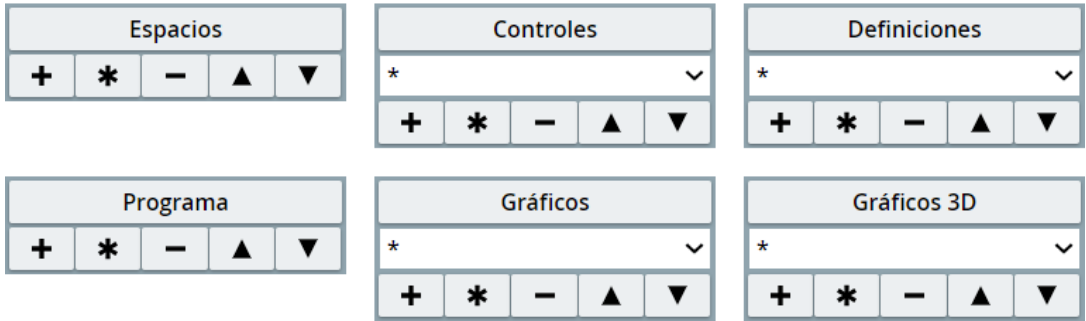 Espacios
+ * − ▲ ▼
Controles
*
+ * − ▲ ▼
Definiciones
*
+ * − ▲ ▼
Programa
+ * − ▲ ▼
Gráficos
*
+ * − ▲ ▼
Gráficos 3D
*
+ * − ▲ ▼